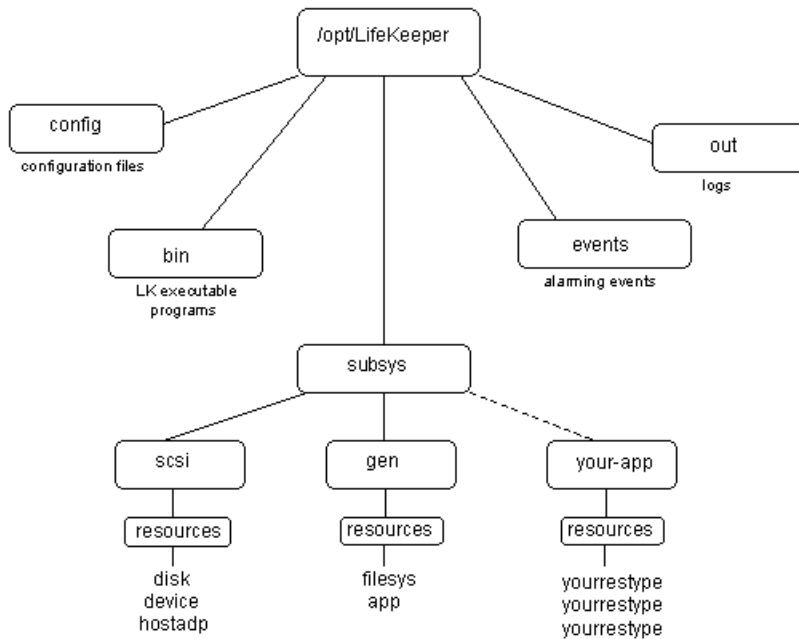 /opt/LifeKeeper
config
configuration files
out
logs
bin
LK executable
programs
events
alarming events
subsys
scsi
gen
your-app
resources
resources
resources
disk
device
hostadp
filesys
app
yourrestype
yourrestype
yourrestype